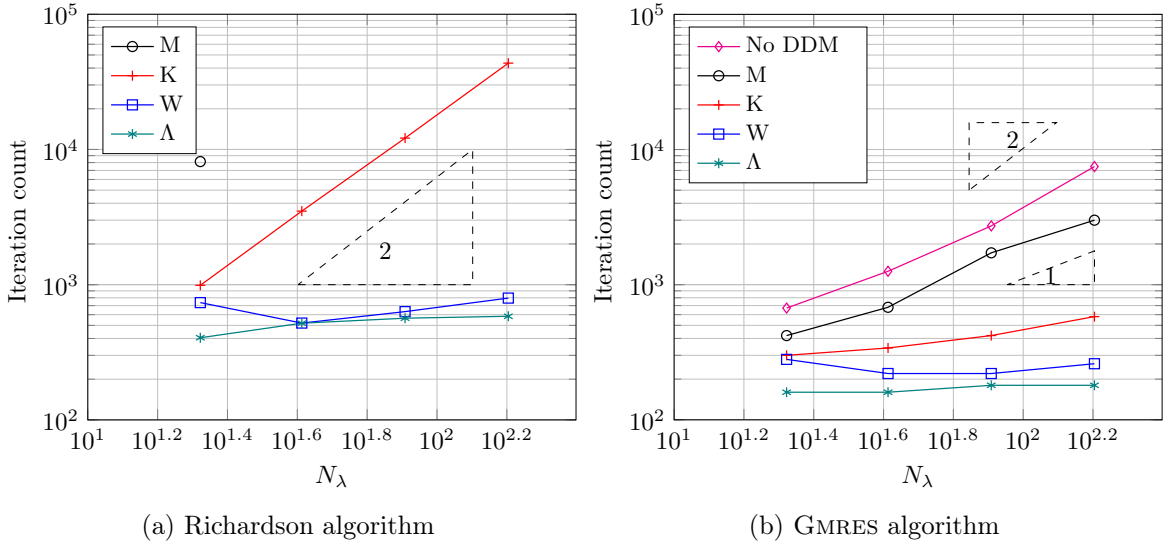 10^5
10^4
10^3
10^2
Iteration count
M
K
W
Λ
2
10^1 10^1.2 10^1.4 10^1.6 10^1.8 10^2 10^2.2
N_λ
(a) Richardson algorithm
10^5
10^4
10^3
10^2
Iteration count
No DDM
M
K
W
Λ
2
1
10^1 10^1.2 10^1.4 10^1.6 10^1.8 10^2 10^2.2
N_λ
(b) GMRES algorithm